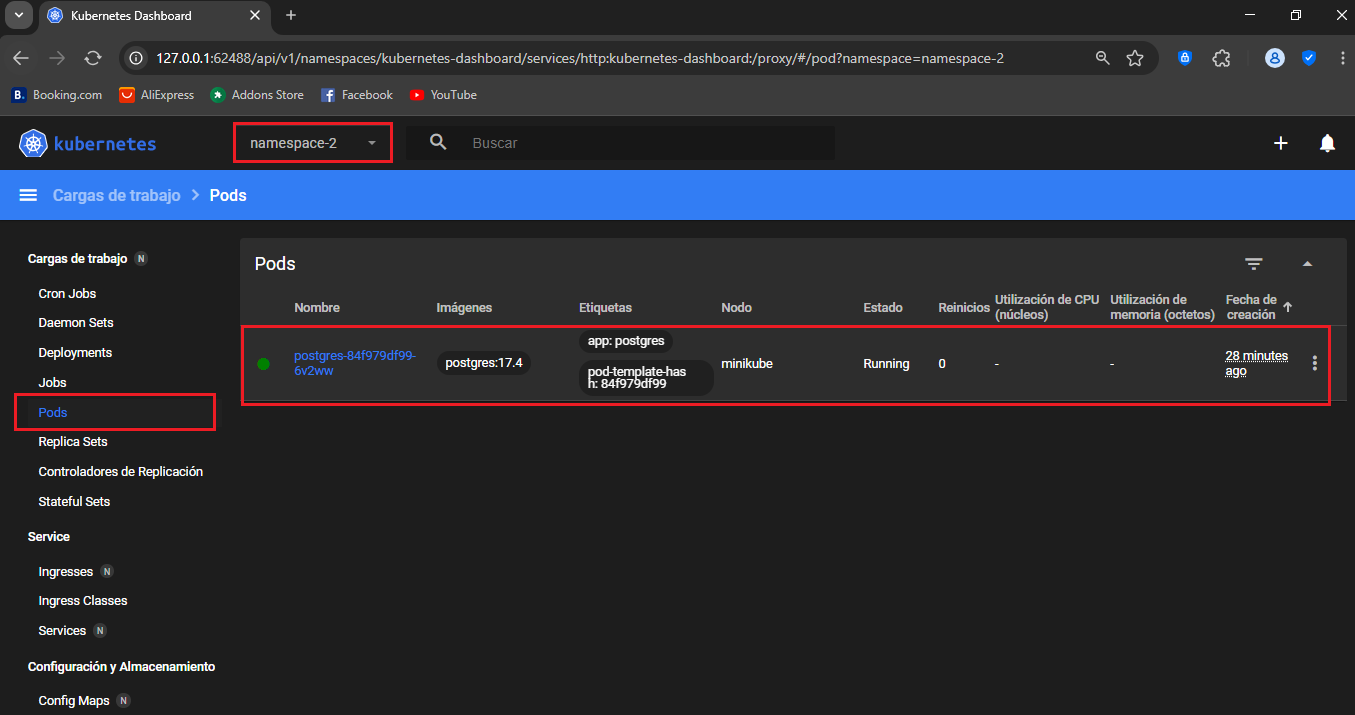 Kubernetes Dashboard
127.0.0.1:62488/api/v1/namespaces/kubernetes-dashboard/services/http:kubernetes-dashboard:/proxy/#/pod?namespace=namespace-2
B. Booking.com AliExpress Addons Store Facebook YouTube
kubernetes namespace-2 Buscar
Cargas de trabajo > Pods
Cargas de trabajo N
Cron Jobs
Daemon Sets
Deployments
Jobs
Pods
Replica Sets
Controladores de Replicación
Stateful Sets
Service
Ingresses N
Ingress Classes
Services N
Configuración y Almacenamiento
Config Maps N
Pods
Nombre Imágenes Etiquetas Nodo Estado Reinicios Utilización de CPU Utilización de Fecha de
(núcleos) memoria (octetos) creación
app: postgres
postgres-84f979df99- 28 minutes
postgres:17.4 minikube Running 0 - -
6v2ww ago
pod-template-has
h: 84f979df99